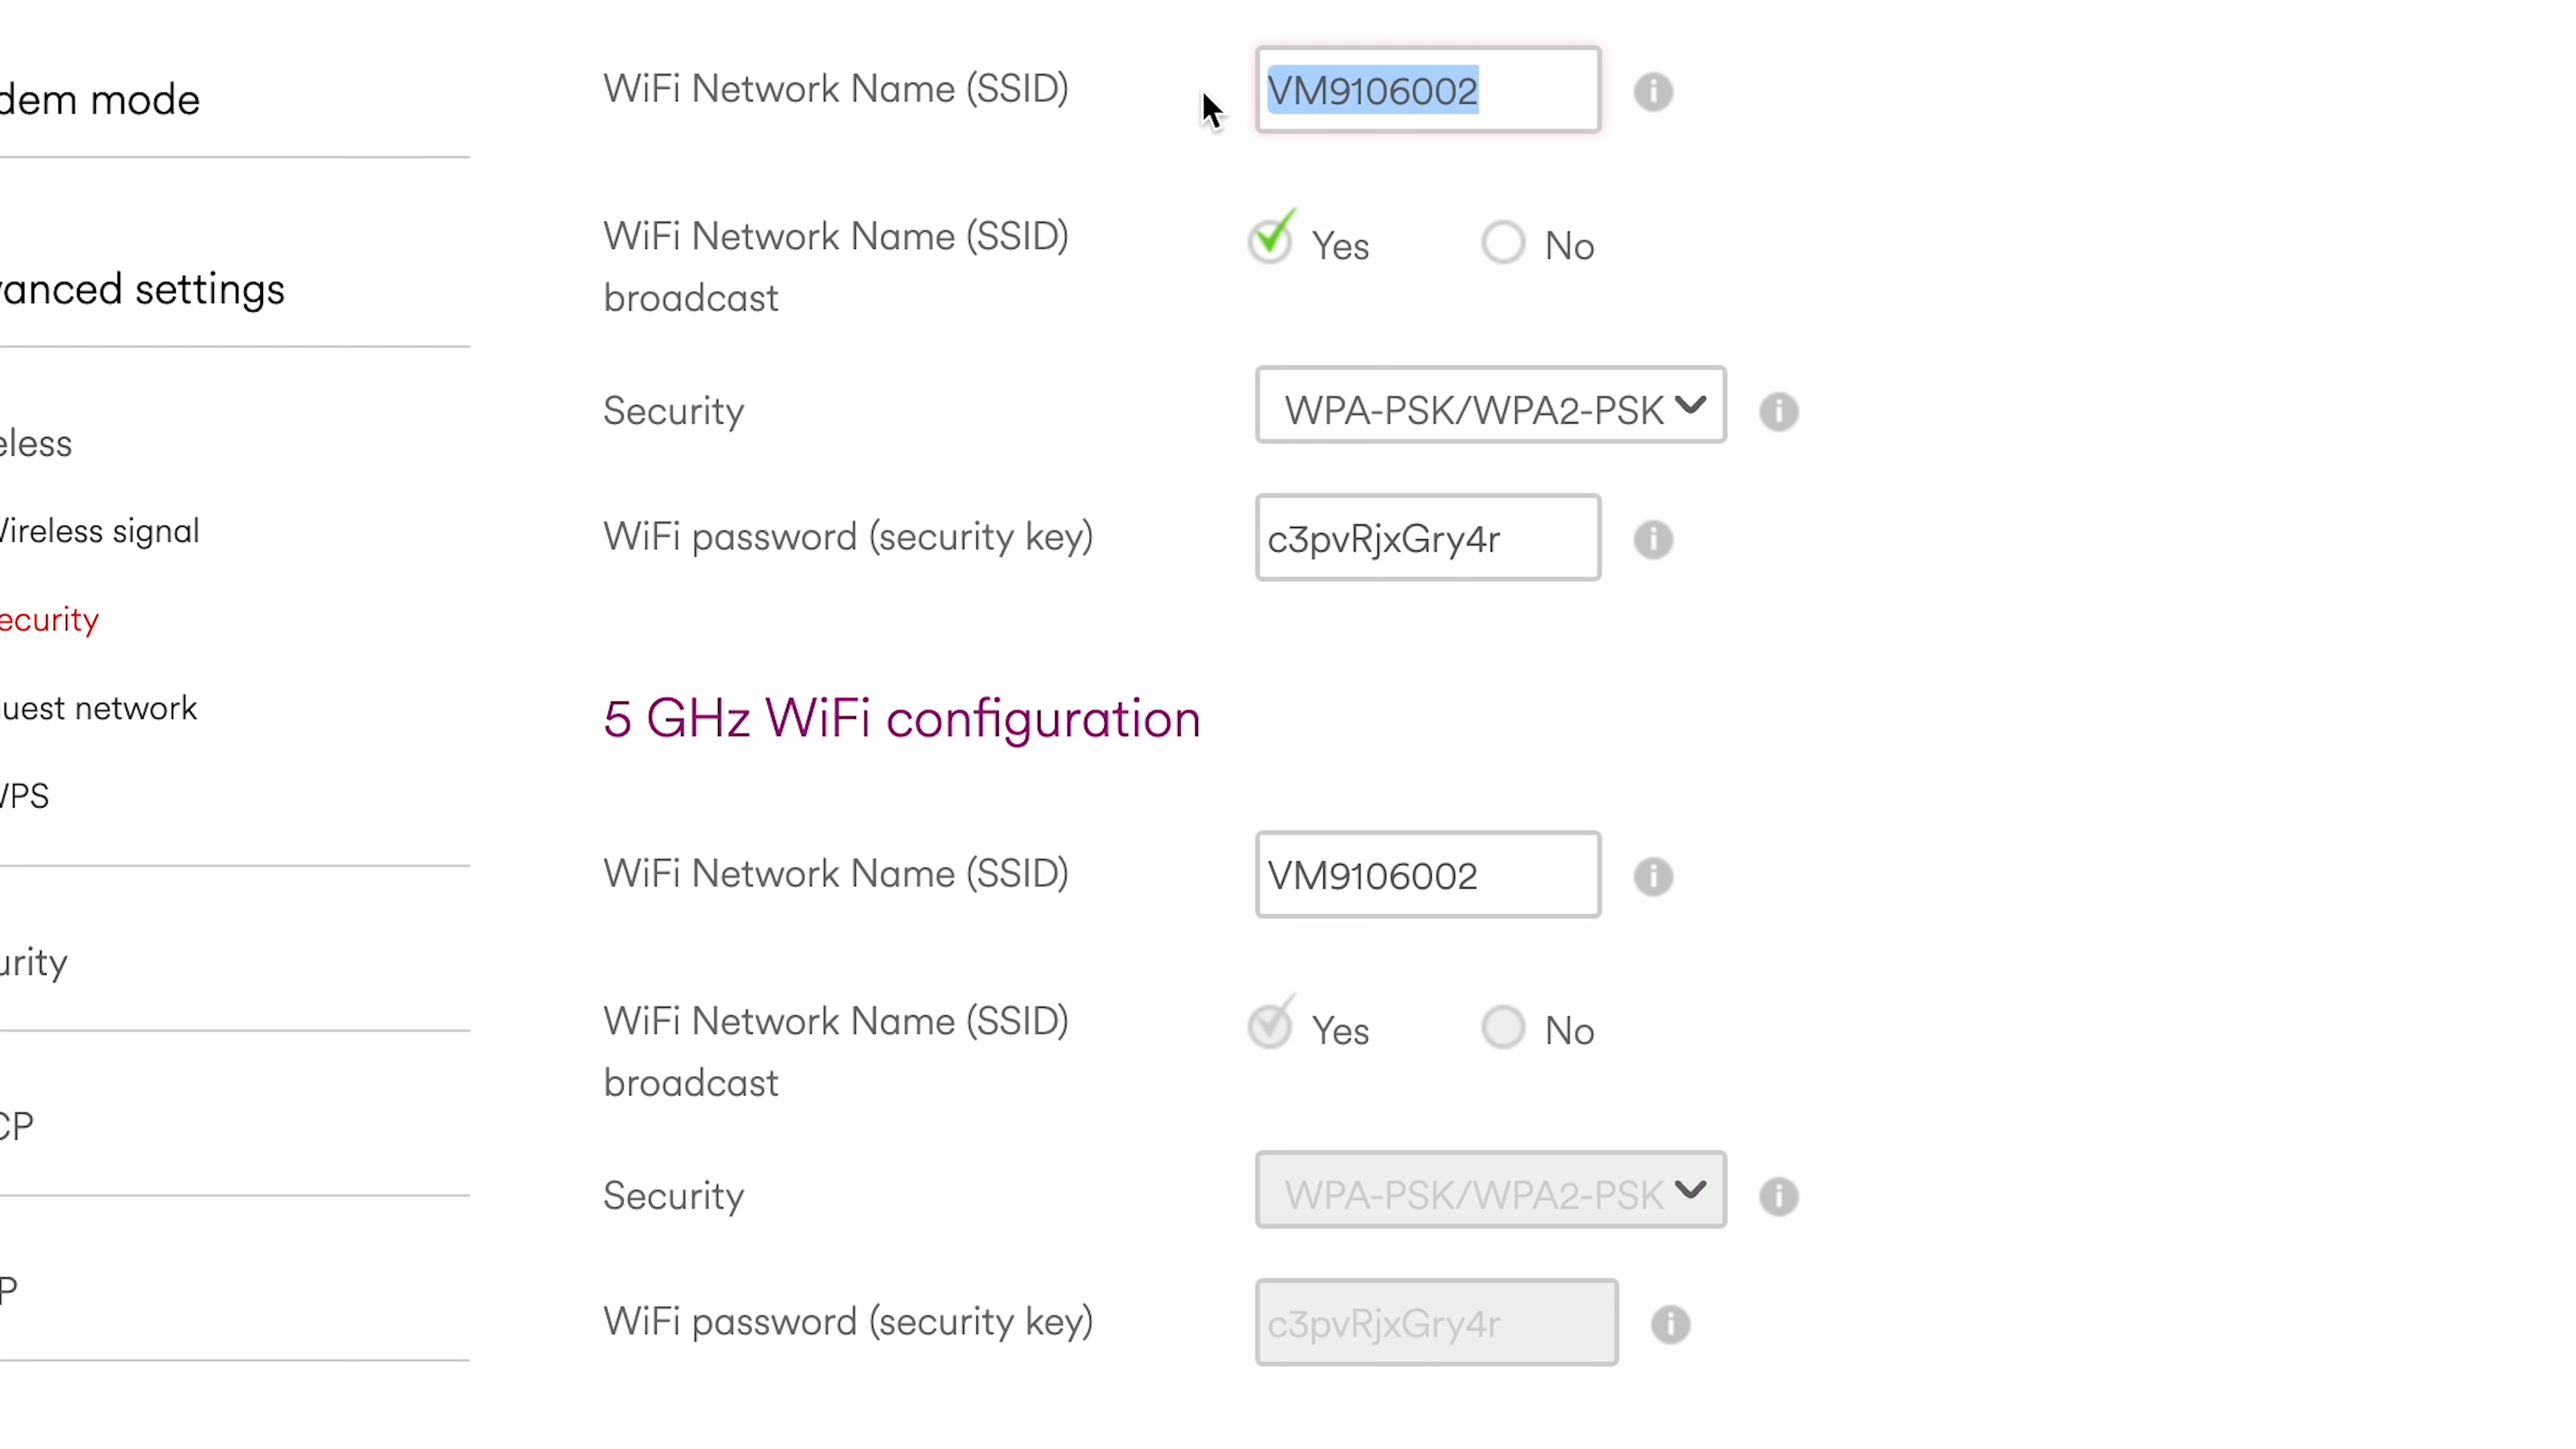 dem mode
vanced settings
eless
Wireless signal
ecurity
uest network
WPS
urity
CP
P
WiFi Network Name (SSID)
VM9106002
WiFi Network Name (SSID)
broadcast
Yes
No
Security
WPA-PSK/WPA2-PSK
WiFi password (security key)
c3pvRjxGry4r
5 GHz WiFi configuration
WiFi Network Name (SSID)
VM9106002
WiFi Network Name (SSID)
broadcast
Yes
No
Security
WPA-PSK/WPA2-PSK
WiFi password (security key)
c3pvRjxGry4r